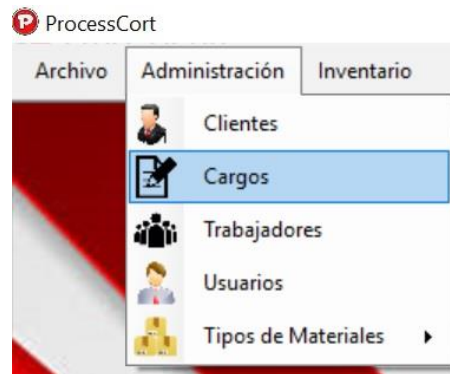 ProcessCort
Archivo Administración Inventario
Clientes
Cargos
Trabajadores
Usuarios
Tipos de Materiales